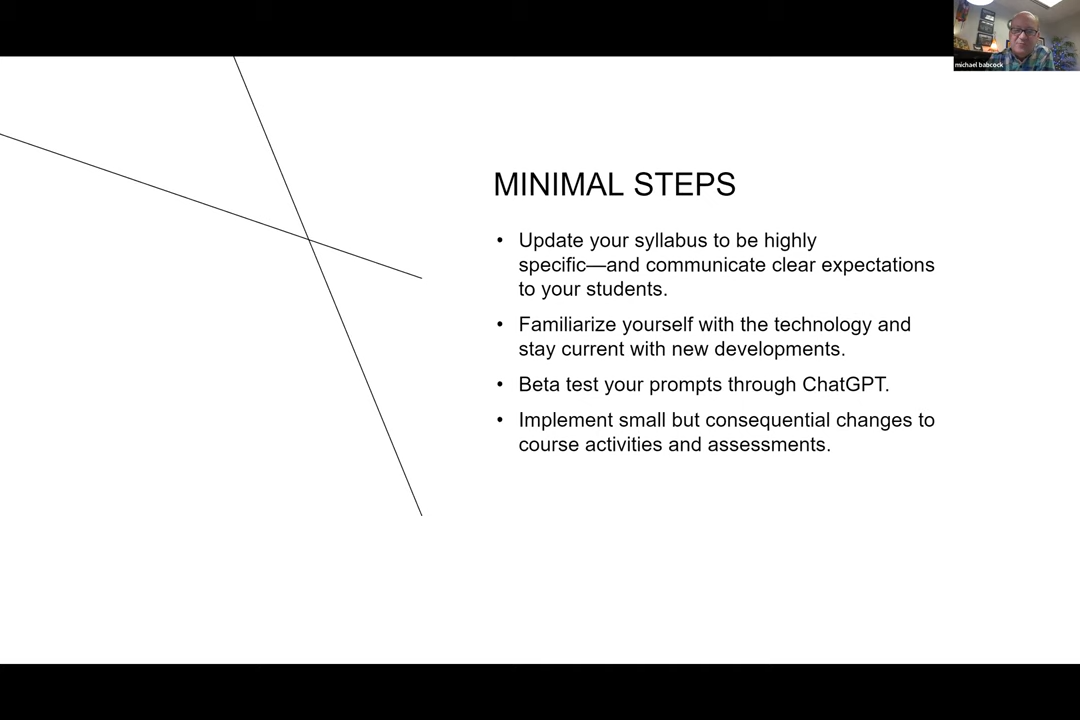 michael babcock
MINIMAL STEPS
• Update your syllabus to be highly
specific—and communicate clear expectations
to your students.
• Familiarize yourself with the technology and
stay current with new developments.
• Beta test your prompts through ChatGPT.
• Implement small but consequential changes to
course activities and assessments.